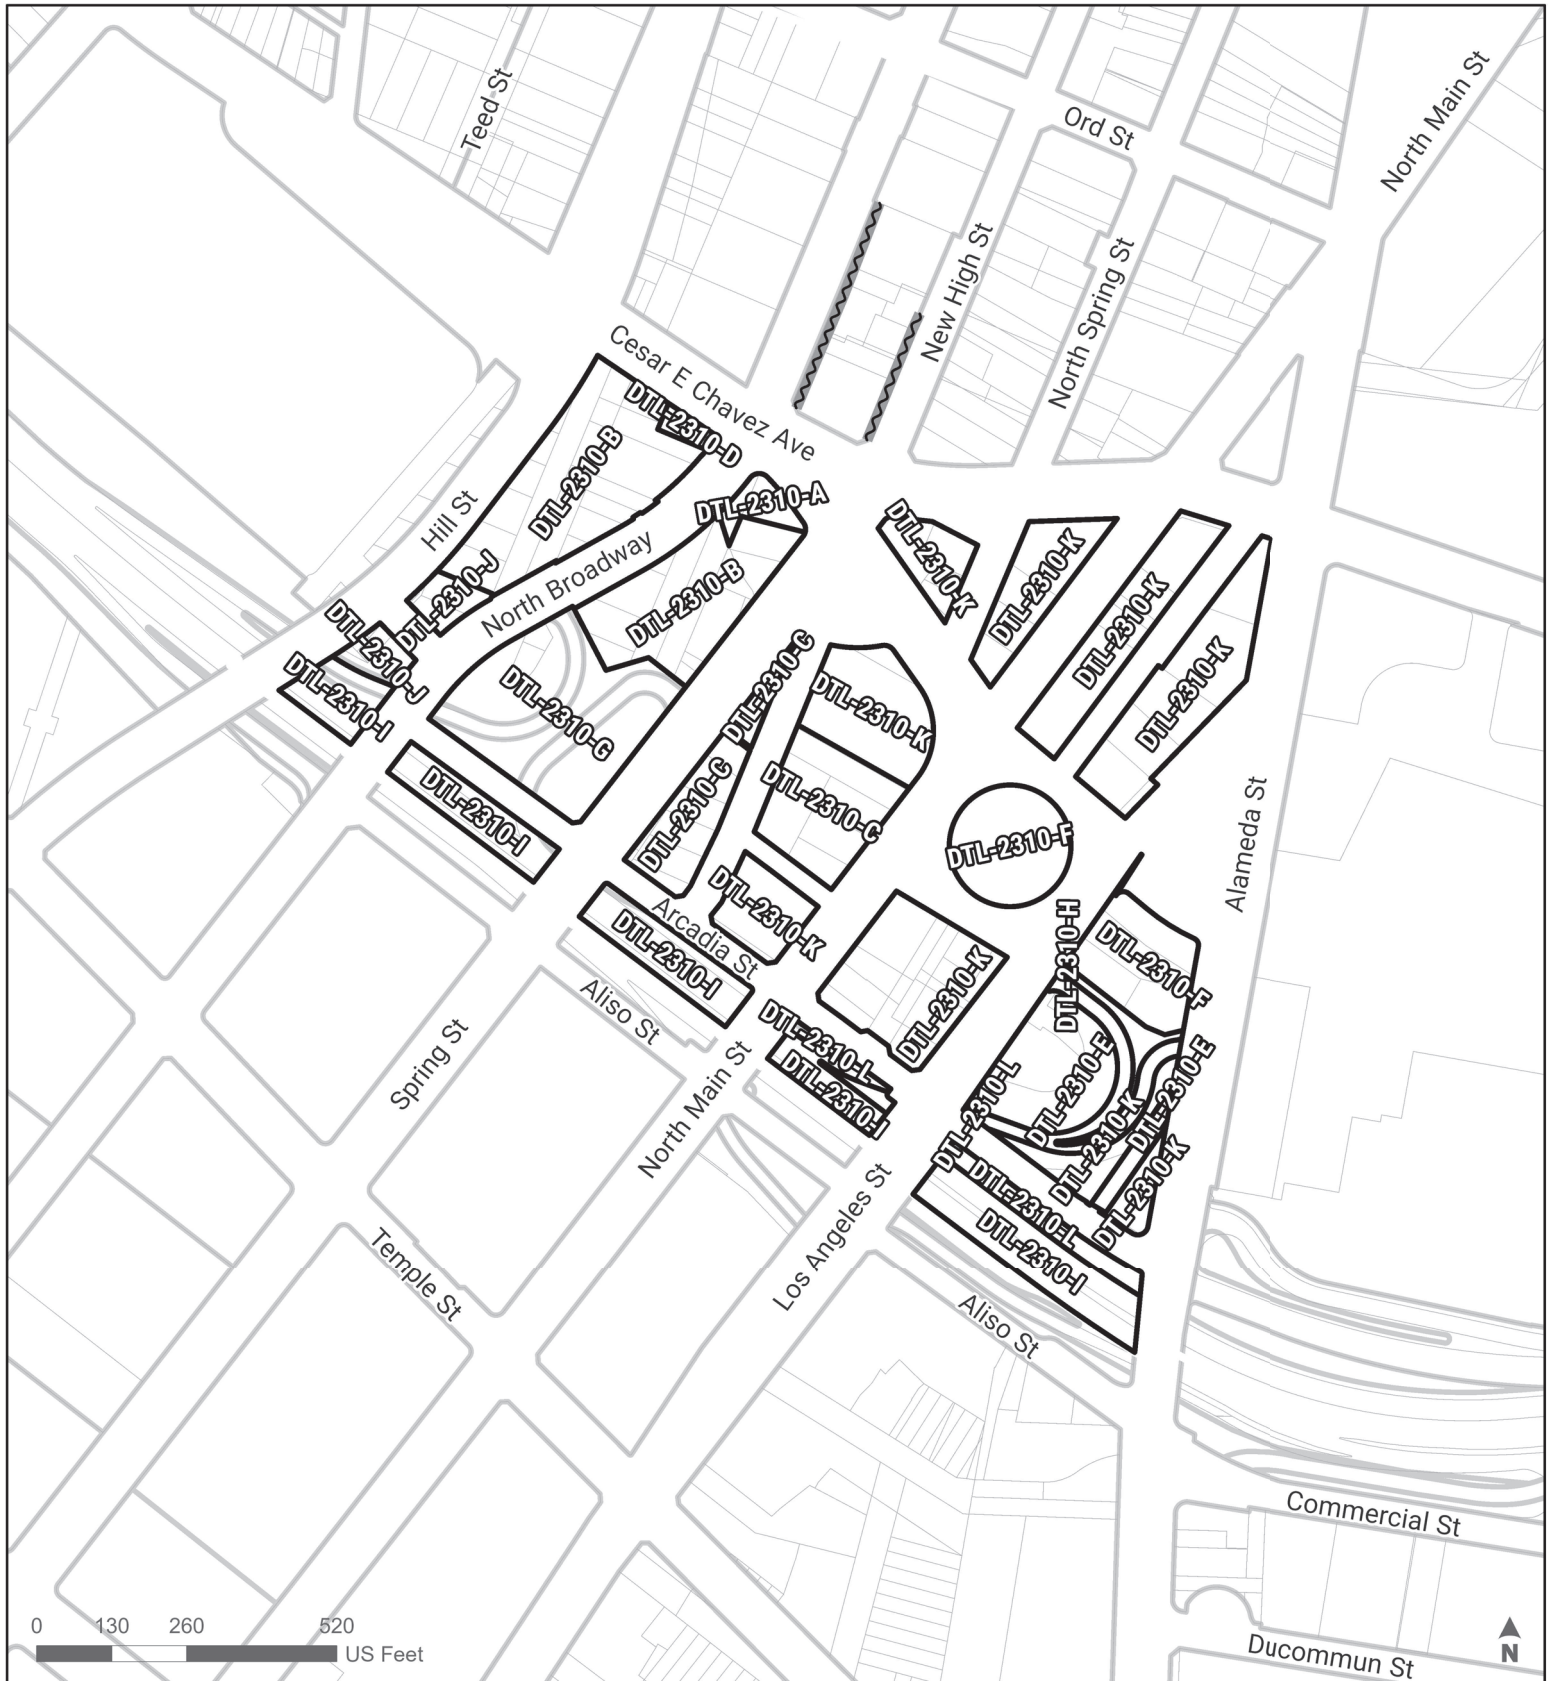 Teed St
Ord St
North Main St
New High St
North Spring St
Cesar E Chavez Ave
DTL-2310-D
DTL-2310-B
DTL-2310-A
Hill St
DTL-2310-K
DTL-2310-K
DTL-2310-K
DTL-2310-J
North Broadway
DTL-2310-B
DTL-2310-J
DTL-2310-I
DTL-2310-G
DTL-2310-C
DTL-2310-K
DTL-2310-K
DTL-2310-I
DTL-2310-C
DTL-2310-C
DTL-2310-F
Alameda St
DTL-2310-K
Arcadia St
DTL-2310-I
DTL-2310-H
DTL-2310-F
DTL-2310-K
Aliso St
DTL-2310-L
DTL-2310-I
DTL-2310-E
DTL-2310-E
DTL-2310-L
DTL-2310-K
DTL-2310-K
Spring St
North Main St
DTL-2310-L
DTL-2310-I
Los Angeles St
Temple St
Aliso St
Commercial St
Ducommun St
0 130 260 520
US Feet
N